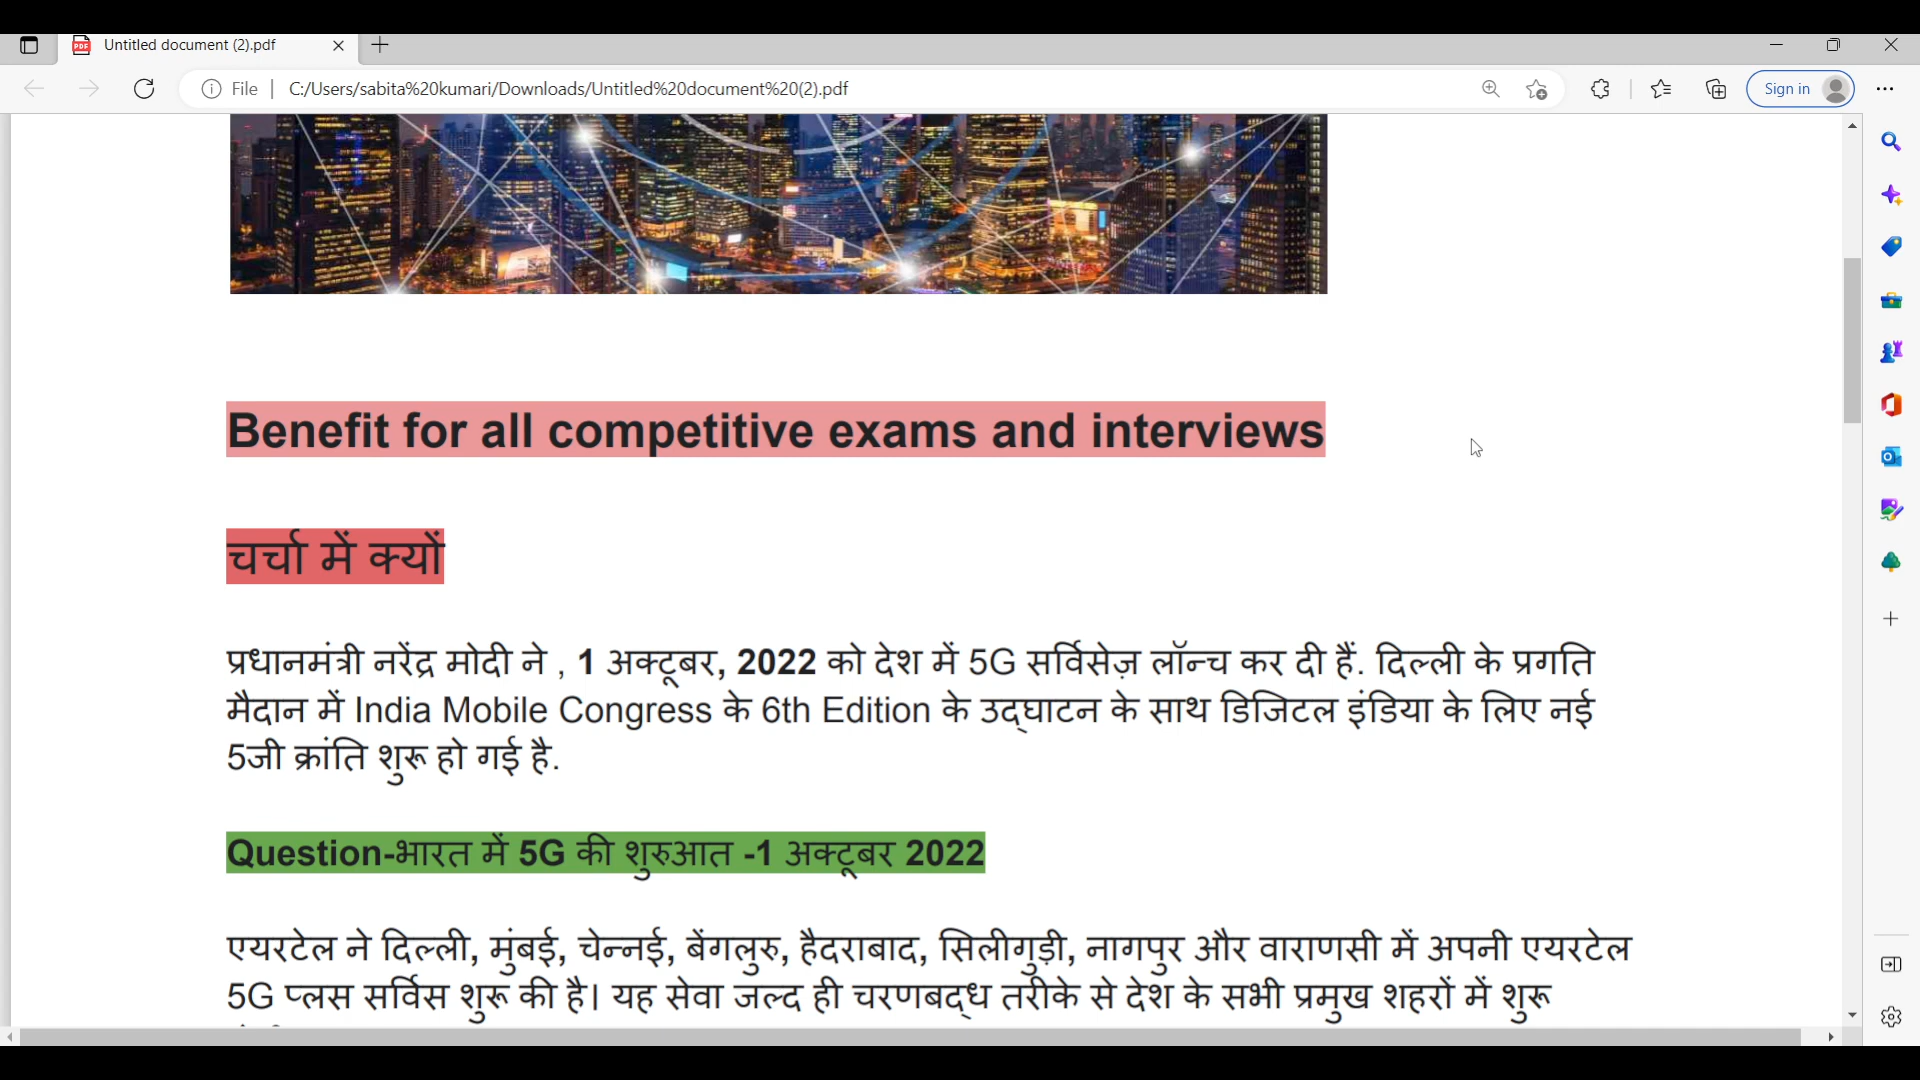 Untitled document (2).pdf
File
C:/Users/sabita%20kumari/Downloads/Untitled%20document%20(2).pdf
Sign in
Benefit for all competitive exams and interviews
चर्चा में क्यों
प्रधानमंत्री नरेंद्र मोदी ने , 1 अक्टूबर, 2022 को देश में 5G सर्विसेज़ लॉन्च कर दी हैं. दिल्ली के प्रगति
मैदान में India Mobile Congress के 6th Edition के उद्घाटन के साथ डिजिटल इंडिया के लिए नई
5जी क्रांति शुरू हो गई है.
Question-भारत में 5G की शुरुआत -1 अक्टूबर 2022
एयरटेल ने दिल्ली, मुंबई, चेन्नई, बेंगलुरु, हैदराबाद, सिलीगुड़ी, नागपुर और वाराणसी में अपनी एयरटेल
5G प्लस सर्विस शुरू की है। यह सेवा जल्द ही चरणबद्ध तरीके से देश के सभी प्रमुख शहरों में शुरू